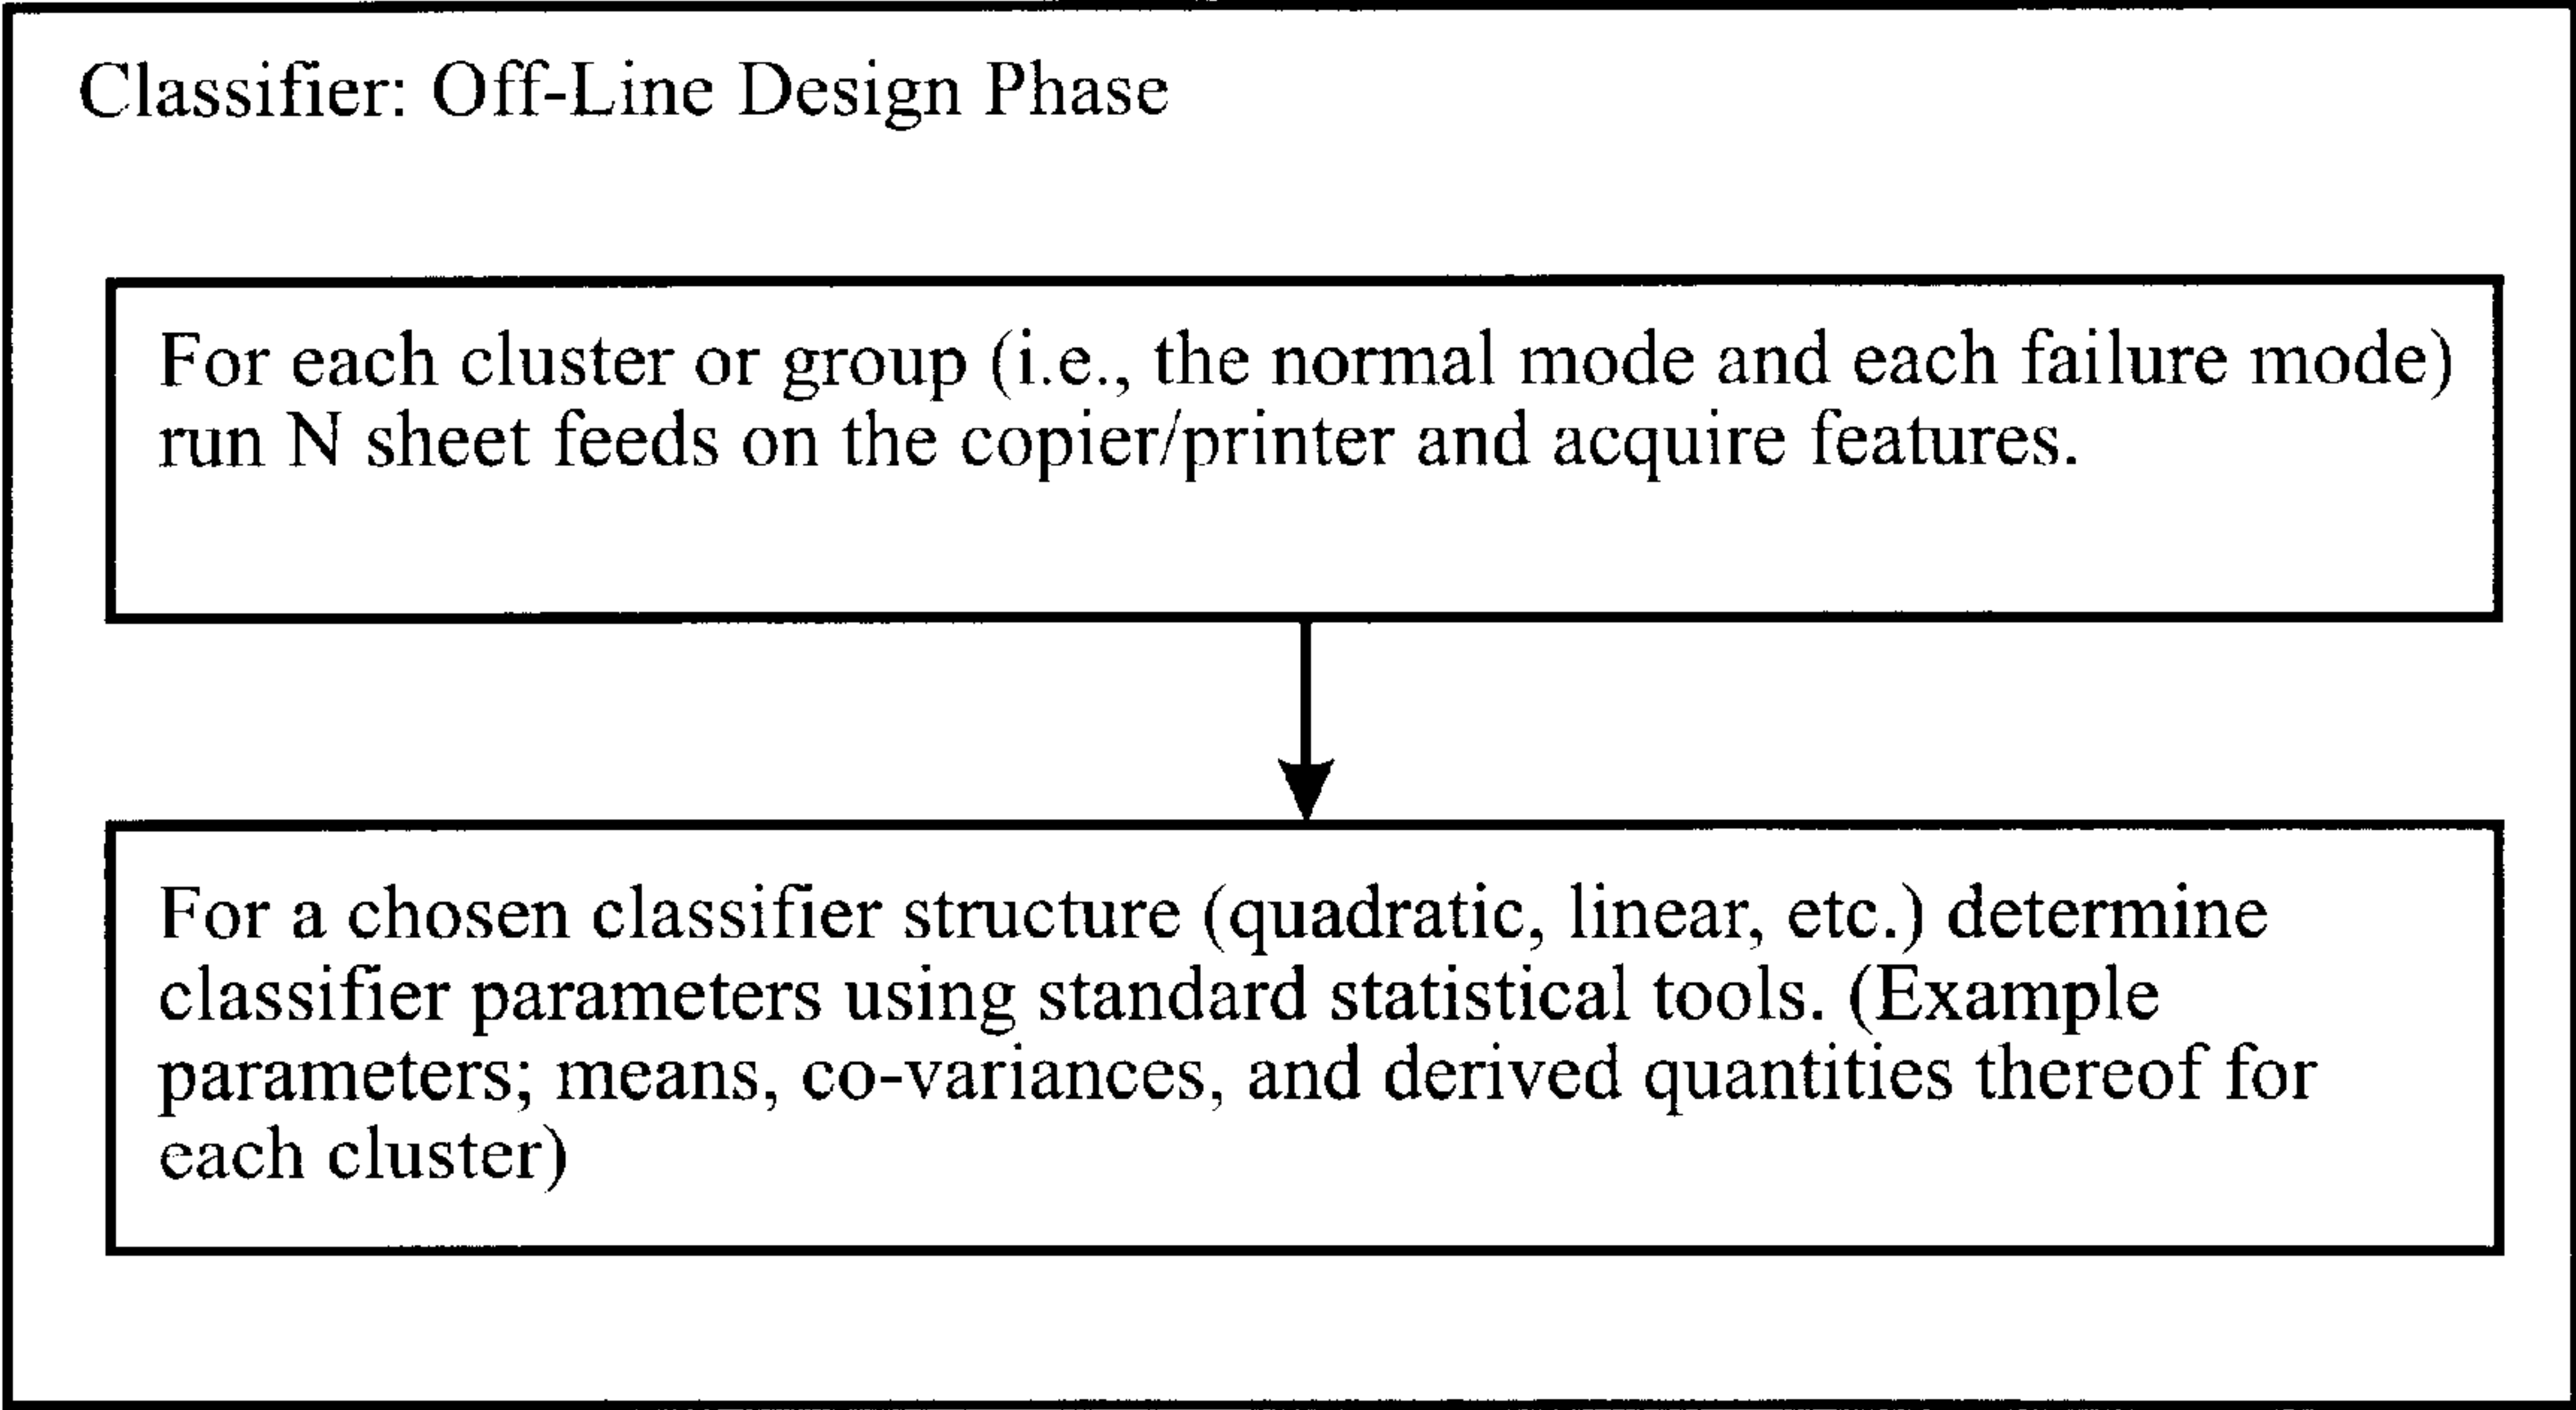 Classifier: Off-Line Design Phase
For each cluster or group (i.e., the normal mode and each failure mode)
run N sheet feeds on the copier/printer and acquire features.
For a chosen classifier structure (quadratic, linear, etc.) determine
classifier parameters using standard statistical tools. (Example
parameters; means, co-variances, and derived quantities thereof for
each cluster)